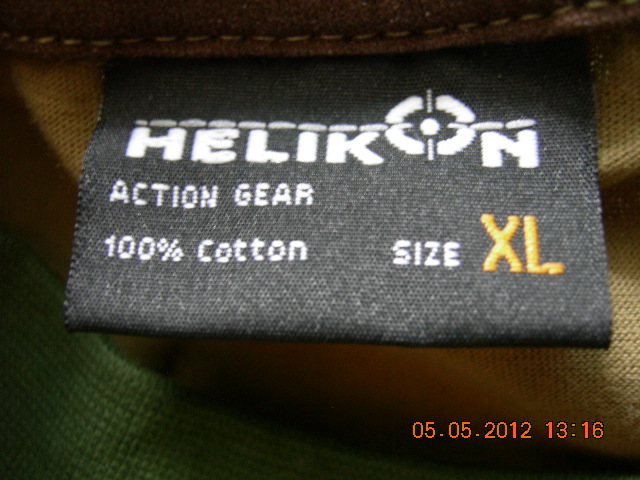 HELIKON
ACTION GEAR
100% Cotton SIZE XL
05.05.2012 13:16